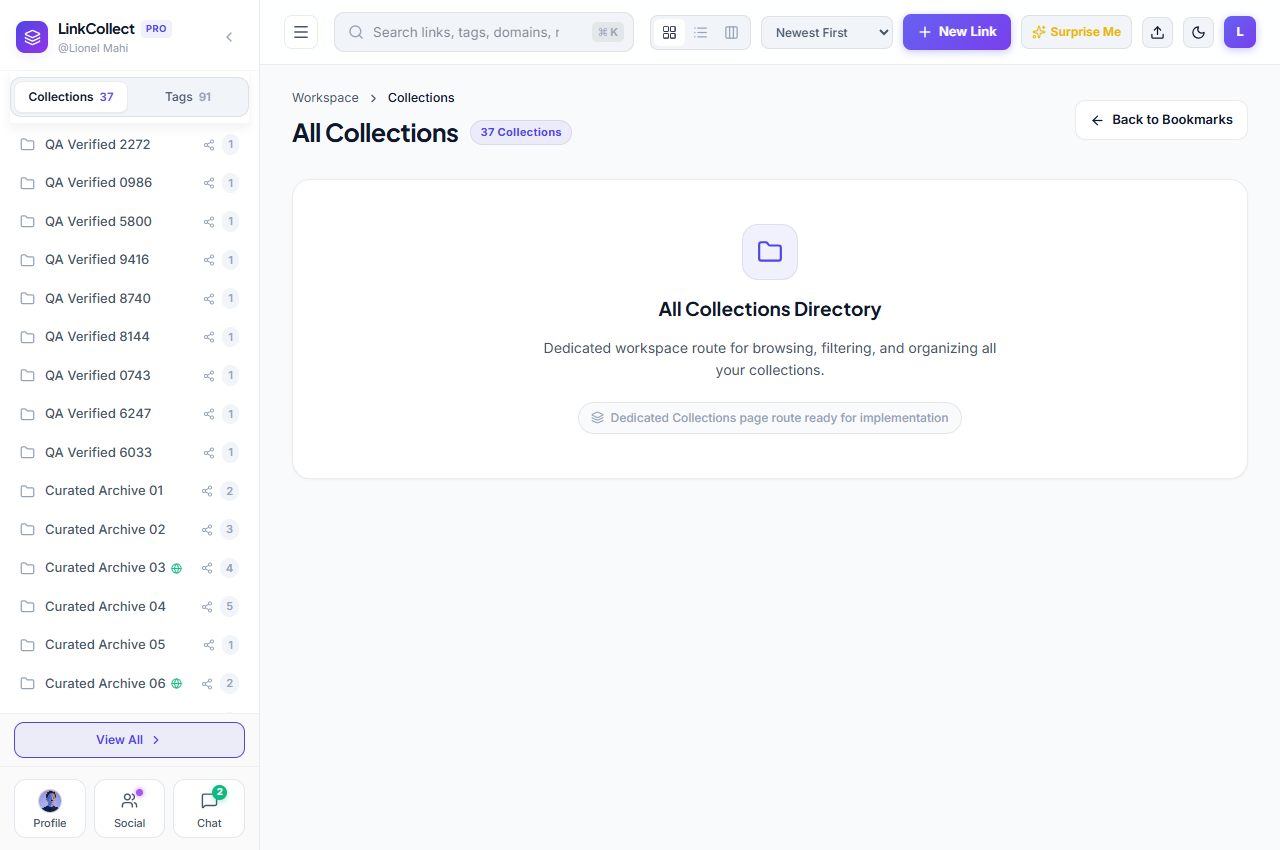 LinkCollect PRO
@Lionel Mahi
Search links, tags, domains, r
⌘ K
Newest First
New Link
Surprise Me
L
Collections 37
Tags 91
QA Verified 2272 1
QA Verified 0986 1
QA Verified 5800 1
QA Verified 9416 1
QA Verified 8740 1
QA Verified 8144 1
QA Verified 0743 1
QA Verified 6247 1
QA Verified 6033 1
Curated Archive 01 2
Curated Archive 02 3
Curated Archive 03 4
Curated Archive 04 5
Curated Archive 05 1
Curated Archive 06 2
View All
Profile
Social
2
Chat
Workspace > Collections
All Collections 37 Collections
Back to Bookmarks
All Collections Directory
Dedicated workspace route for browsing, filtering, and organizing all
your collections.
Dedicated Collections page route ready for implementation